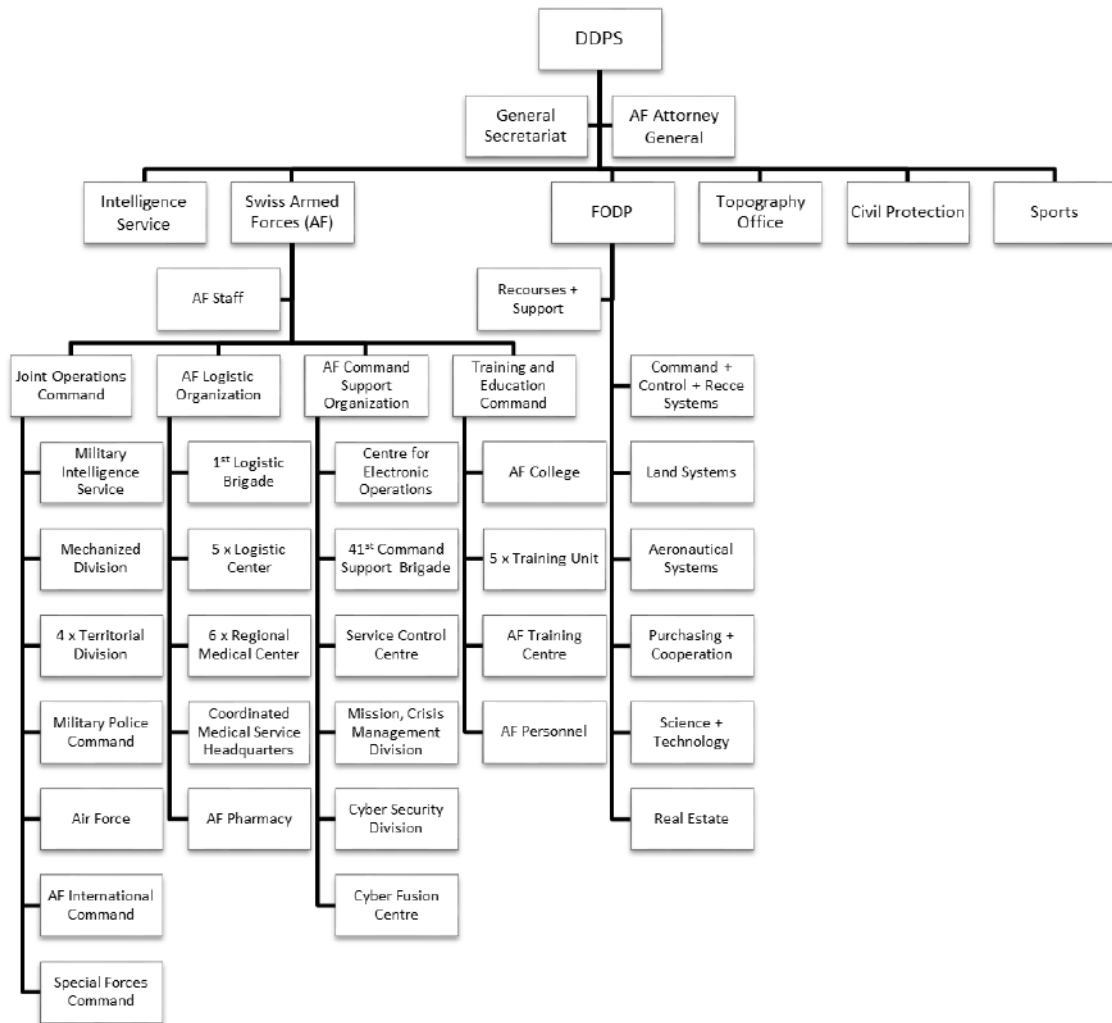 DDPS
General
Secretariat
AF Attorney
General
Intelligence
Service
Swiss Armed
Forces (AF)
FODP
Topography
Office
Civil Protection
Sports
AF Staff
Recourses +
Support
Joint Operations
Command
AF Logistic
Organization
AF Command
Support
Organization
Training and
Education
Command
Command +
Control + Recce
Systems
Military
Intelligence
Service
1st Logistic
Brigade
Centre for
Electronic
Operations
AF College
Land Systems
Mechanized
Division
5 x Logistic
Center
41st Command
Support Brigade
5 x Training Unit
Aeronautical
Systems
4 x Territorial
Division
6 x Regional
Medical Center
Service Control
Centre
AF Training
Centre
Purchasing +
Cooperation
Military Police
Command
Coordinated
Medical Service
Headquarters
Mission, Crisis
Management
Division
AF Personnel
Science +
Technology
Air Force
AF Pharmacy
Cyber Security
Division
Real Estate
AF International
Command
Cyber Fusion
Centre
Special Forces
Command